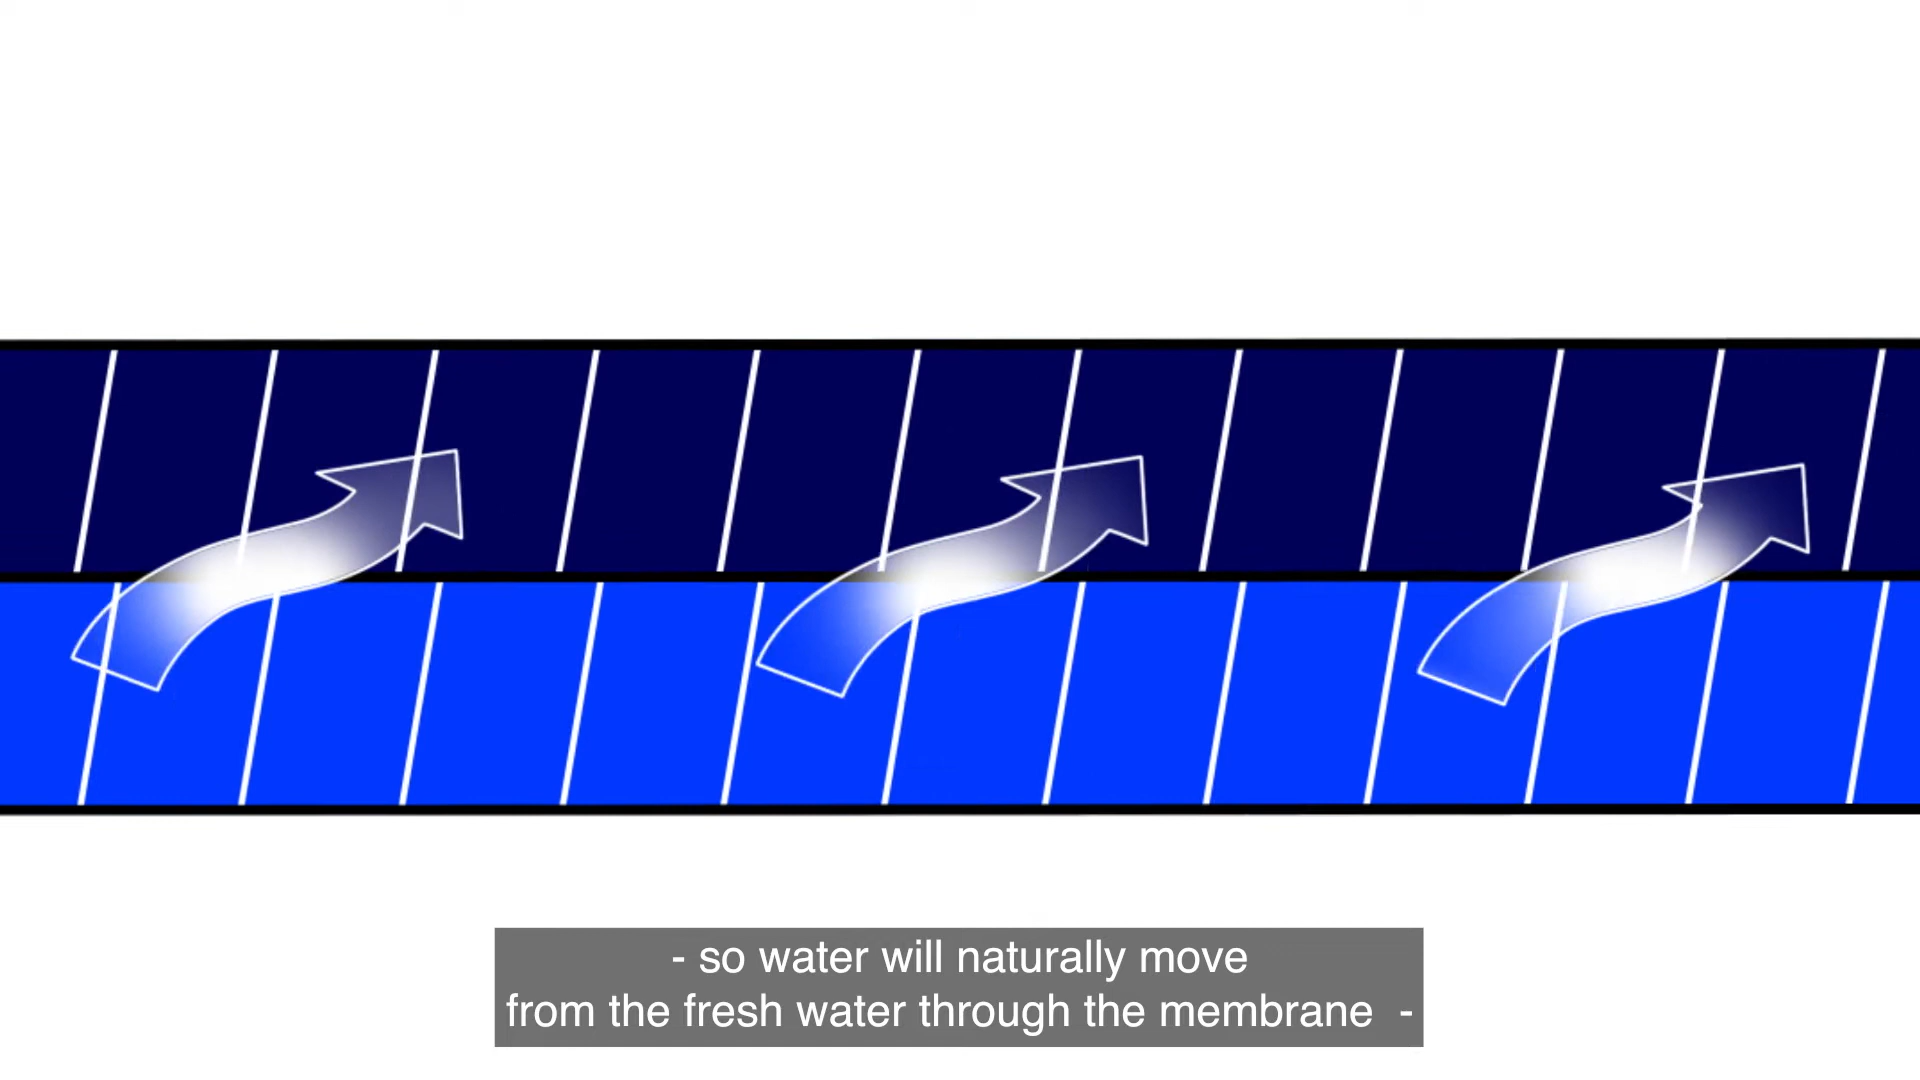 - so water will naturally move
from the fresh water through the membrane  -